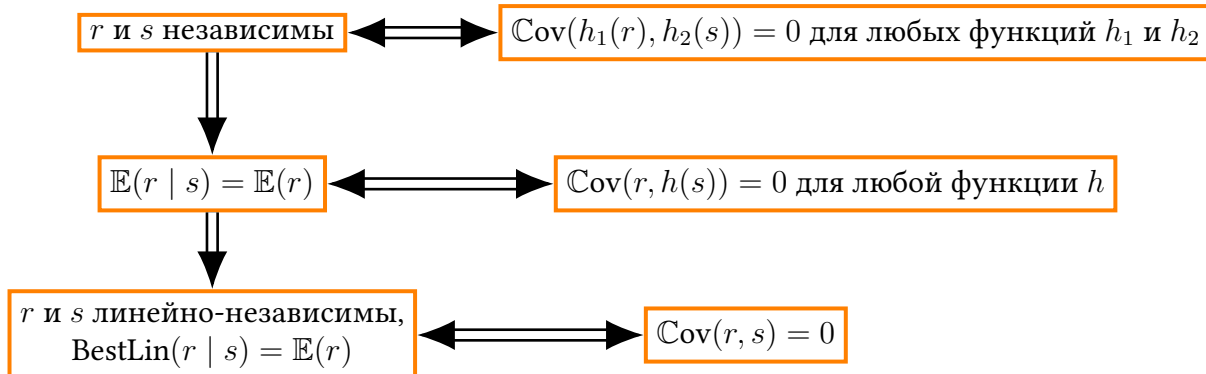 r и s независимы
ℂov(h₁(r), h₂(s)) = 0 для любых функций h₁ и h₂
𝔼(r | s) = 𝔼(r)
ℂov(r, h(s)) = 0 для любой функции h
r и s линейно-независимы,
BestLin(r | s) = 𝔼(r)
ℂov(r, s) = 0